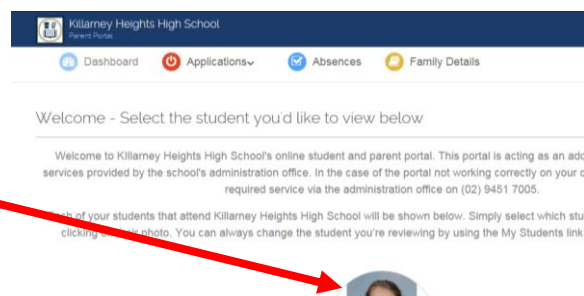 Killarney Heights High School
Parent Portal
Dashboard Applications Absences Family Details
Welcome - Select the student you'd like to view below
Welcome to Killarney Heights High School's online student and parent portal. This portal is acting as an
services provided by the school's administration office. In the case of the portal not working correctly on your
required service via the administration office on (02) 9451 7005.
of your students that attend Killarney Heights High School will be shown below. Simply select which
clicking photo. You can always change the student you're reviewing by using the My Students link